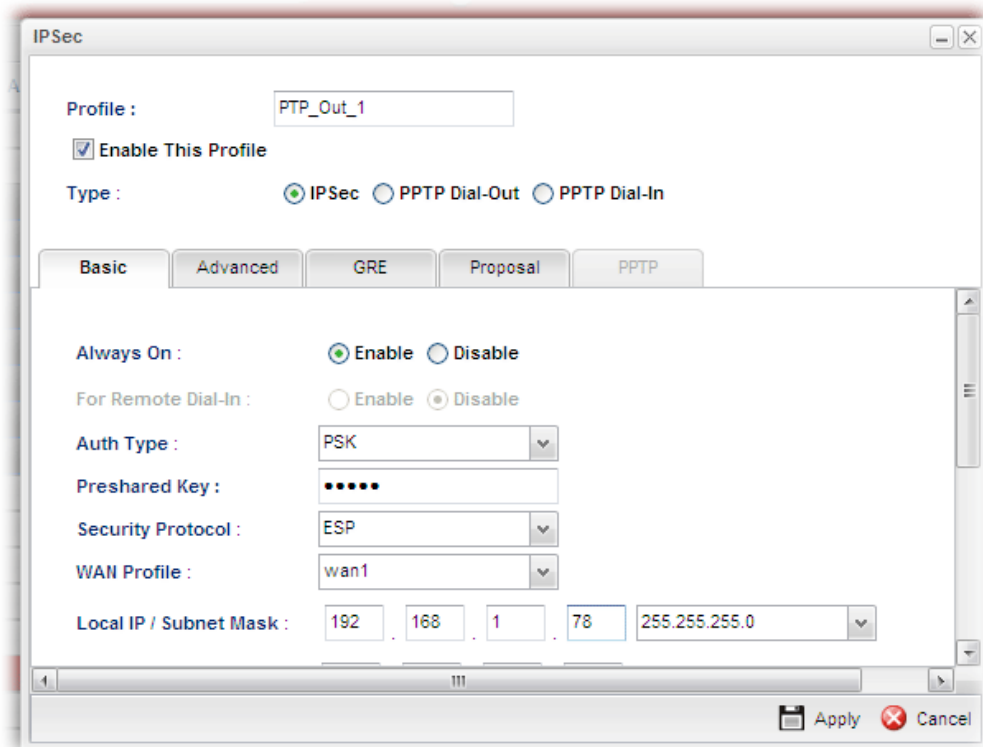 IPSec
Profile : PTP_Out_1
Enable This Profile
Type : IPSec PPTP Dial-Out PPTP Dial-In
Basic Advanced GRE Proposal PPTP
Always On : Enable Disable
For Remote Dial-In : Enable Disable
Auth Type : PSK
Preshared Key : •••••
Security Protocol : ESP
WAN Profile : wan1
Local IP / Subnet Mask : 192 . 168 . 1 . 78 255.255.255.0
Apply Cancel